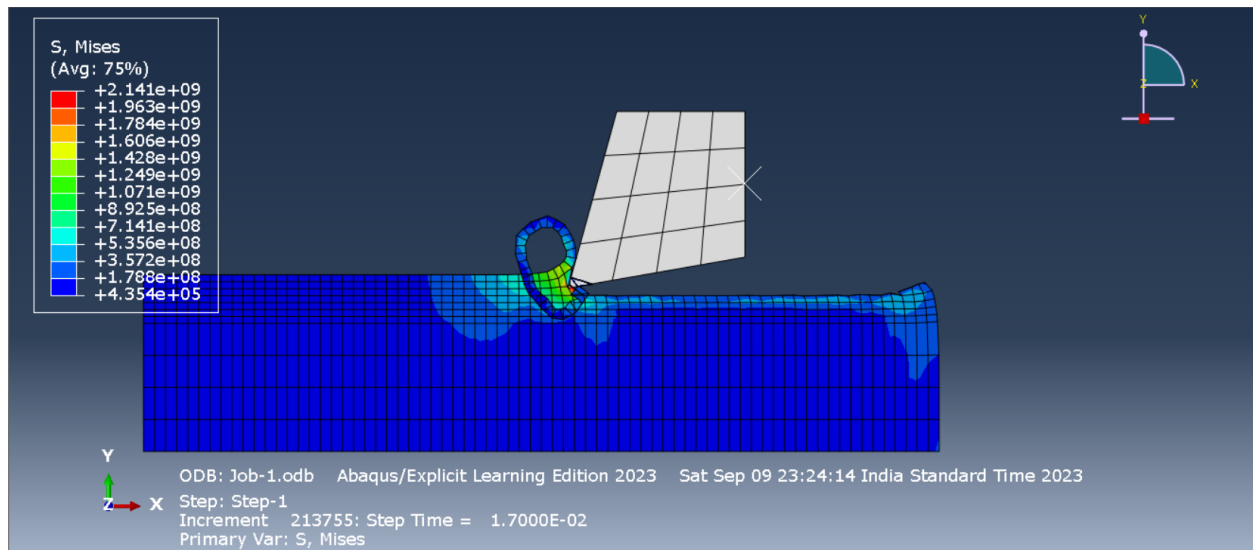 S, Mises
(Avg: 75%)
+2.141e+09
+1.963e+09
+1.784e+09
+1.606e+09
+1.428e+09
+1.249e+09
+1.071e+09
+8.925e+08
+7.141e+08
+5.356e+08
+3.572e+08
+1.788e+08
+4.354e+05
Y
X
Z
Y
Z X
ODB: Job-1.odb Abaqus/Explicit Learning Edition 2023 Sat Sep 09 23:24:14 India Standard Time 2023
Step: Step-1
Increment 213755: Step Time = 1.7000E-02
Primary Var: S, Mises